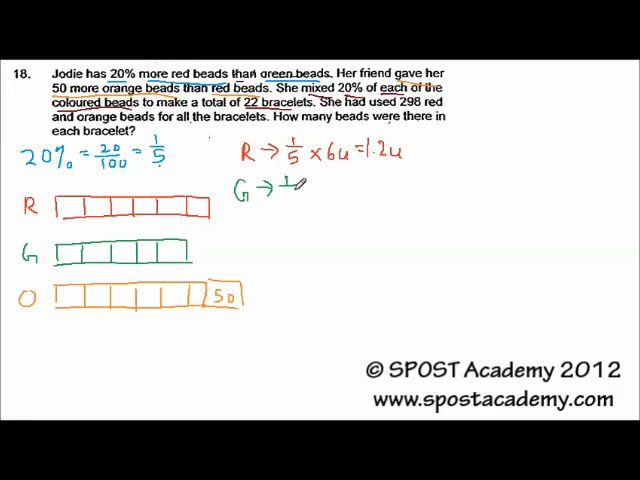 18. Jodie has 20% more red beads than green beads. Her friend gave her
50 more orange beads than red beads. She mixed 20% of each of the
coloured beads to make a total of 22 bracelets. She had used 298 red
and orange beads for all the bracelets. How many beads were there in
each bracelet?
20% = 20/100 = 1/5
R → 1/5 × 6u = 1.2u
G → 1
R
G
O 50
© SPOST Academy 2012
www.spostacademy.com